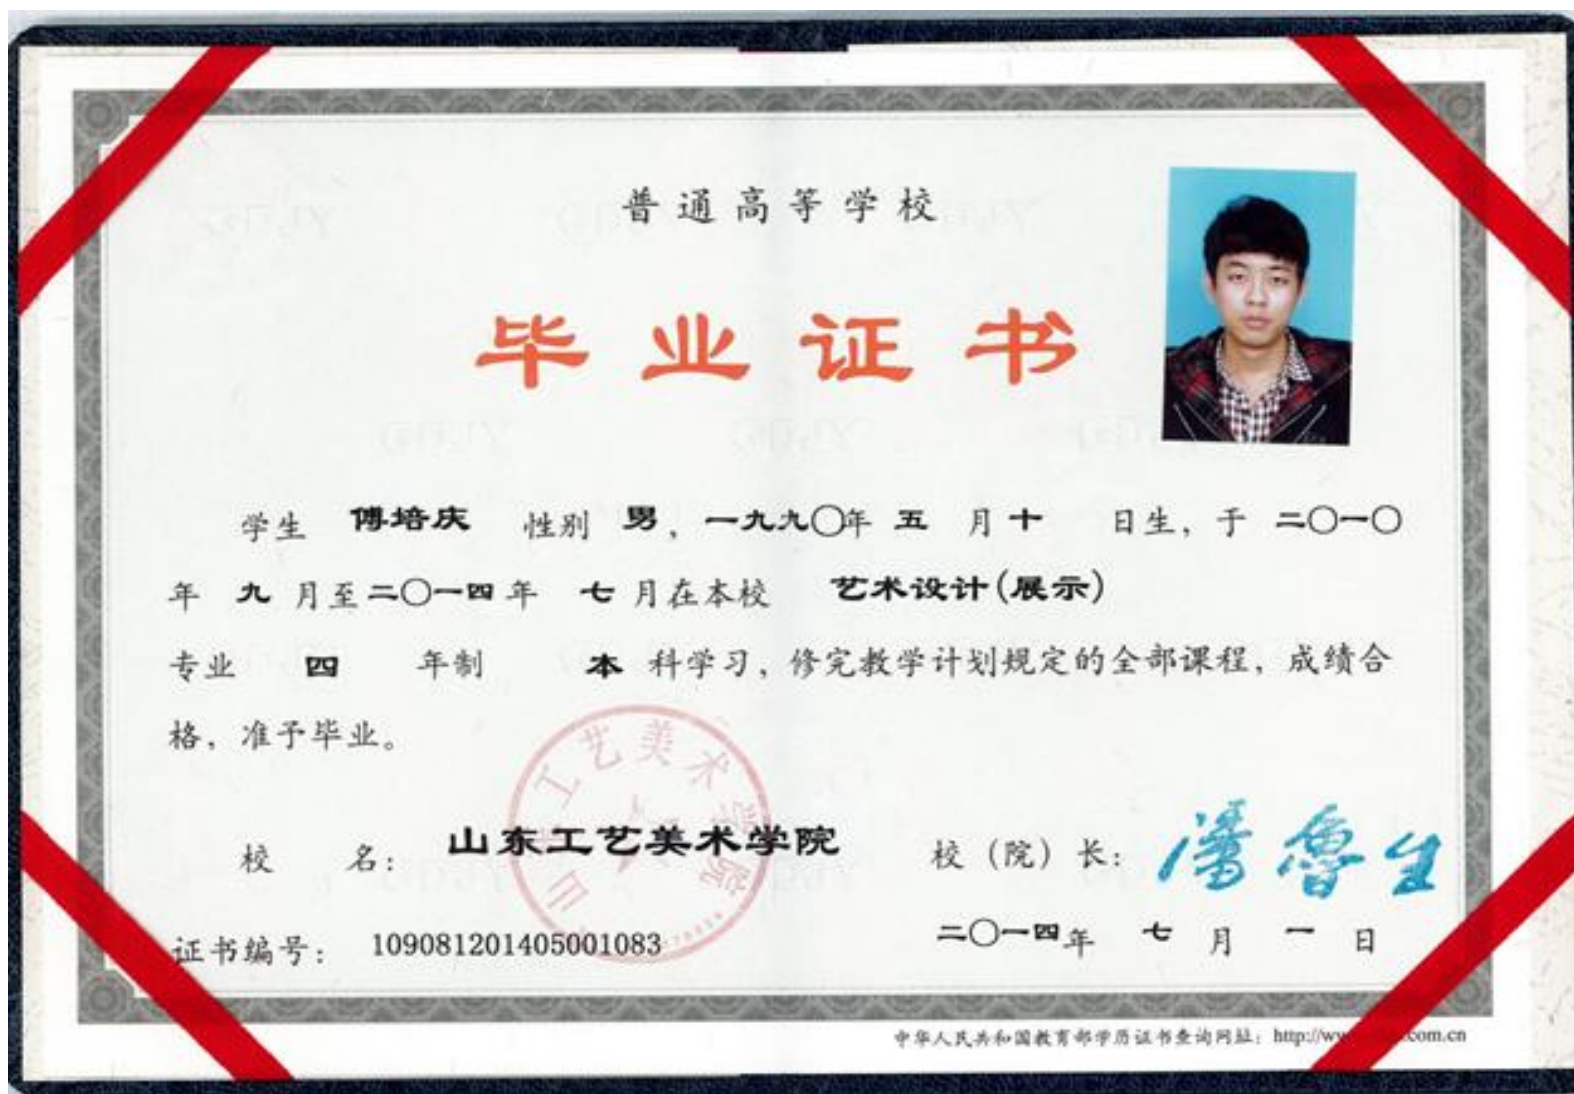 普通高等学校
毕业证书
学生 傅培庆 性别 男，一九九〇年 五 月 十 日生，于 二〇一〇
年 九 月至 二〇一四 年 七 月在本校 艺术设计(展示)
专业 四 年制 本 科学习，修完教学计划规定的全部课程，成绩合
格，准予毕业。
工艺美术学院
校 名： 山东工艺美术学院 校（院）长： 潘鲁生
证书编号： 109081201405001083 二〇一四年 七 月 一 日
中华人民共和国教育部学历证书查询网址：http://ww .com.cn